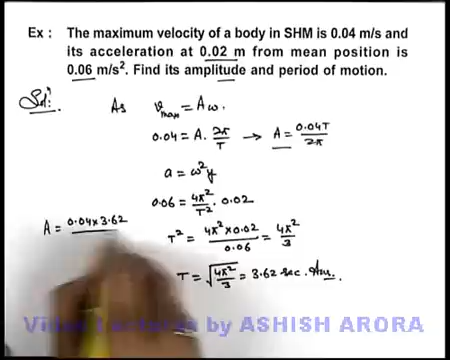 Ex : The maximum velocity of a body in SHM is 0.04 m/s and
its acceleration at 0.02 m from mean position is
0.06 m/s². Find its amplitude and period of motion.
Solⁿ.
As v_max = Aω.
0.04 = A. 2π/T → A = 0.04T/2π
a = ω²y
0.06 = 4π²/T² . 0.02
A = 0.04×3.62
T² = 4π²×0.02/0.06 = 4π²/3
T = √(4π²/3) = 3.62 sec. Ans.
Video Lectures by ASHISH ARORA